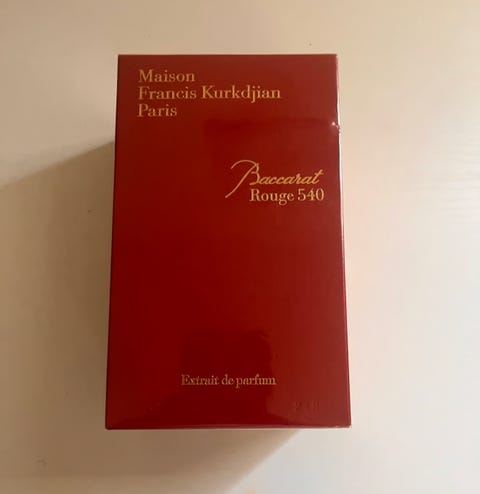 Maison
Francis Kurkdjian
Paris
Baccarat
Rouge 540
Extrait de parfum